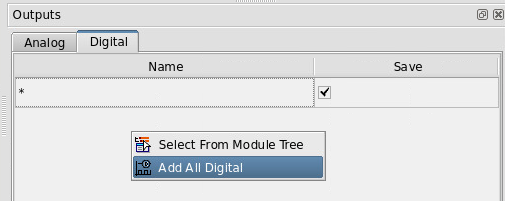 Outputs
Analog Digital
Name Save
*
Select From Module Tree
Add All Digital